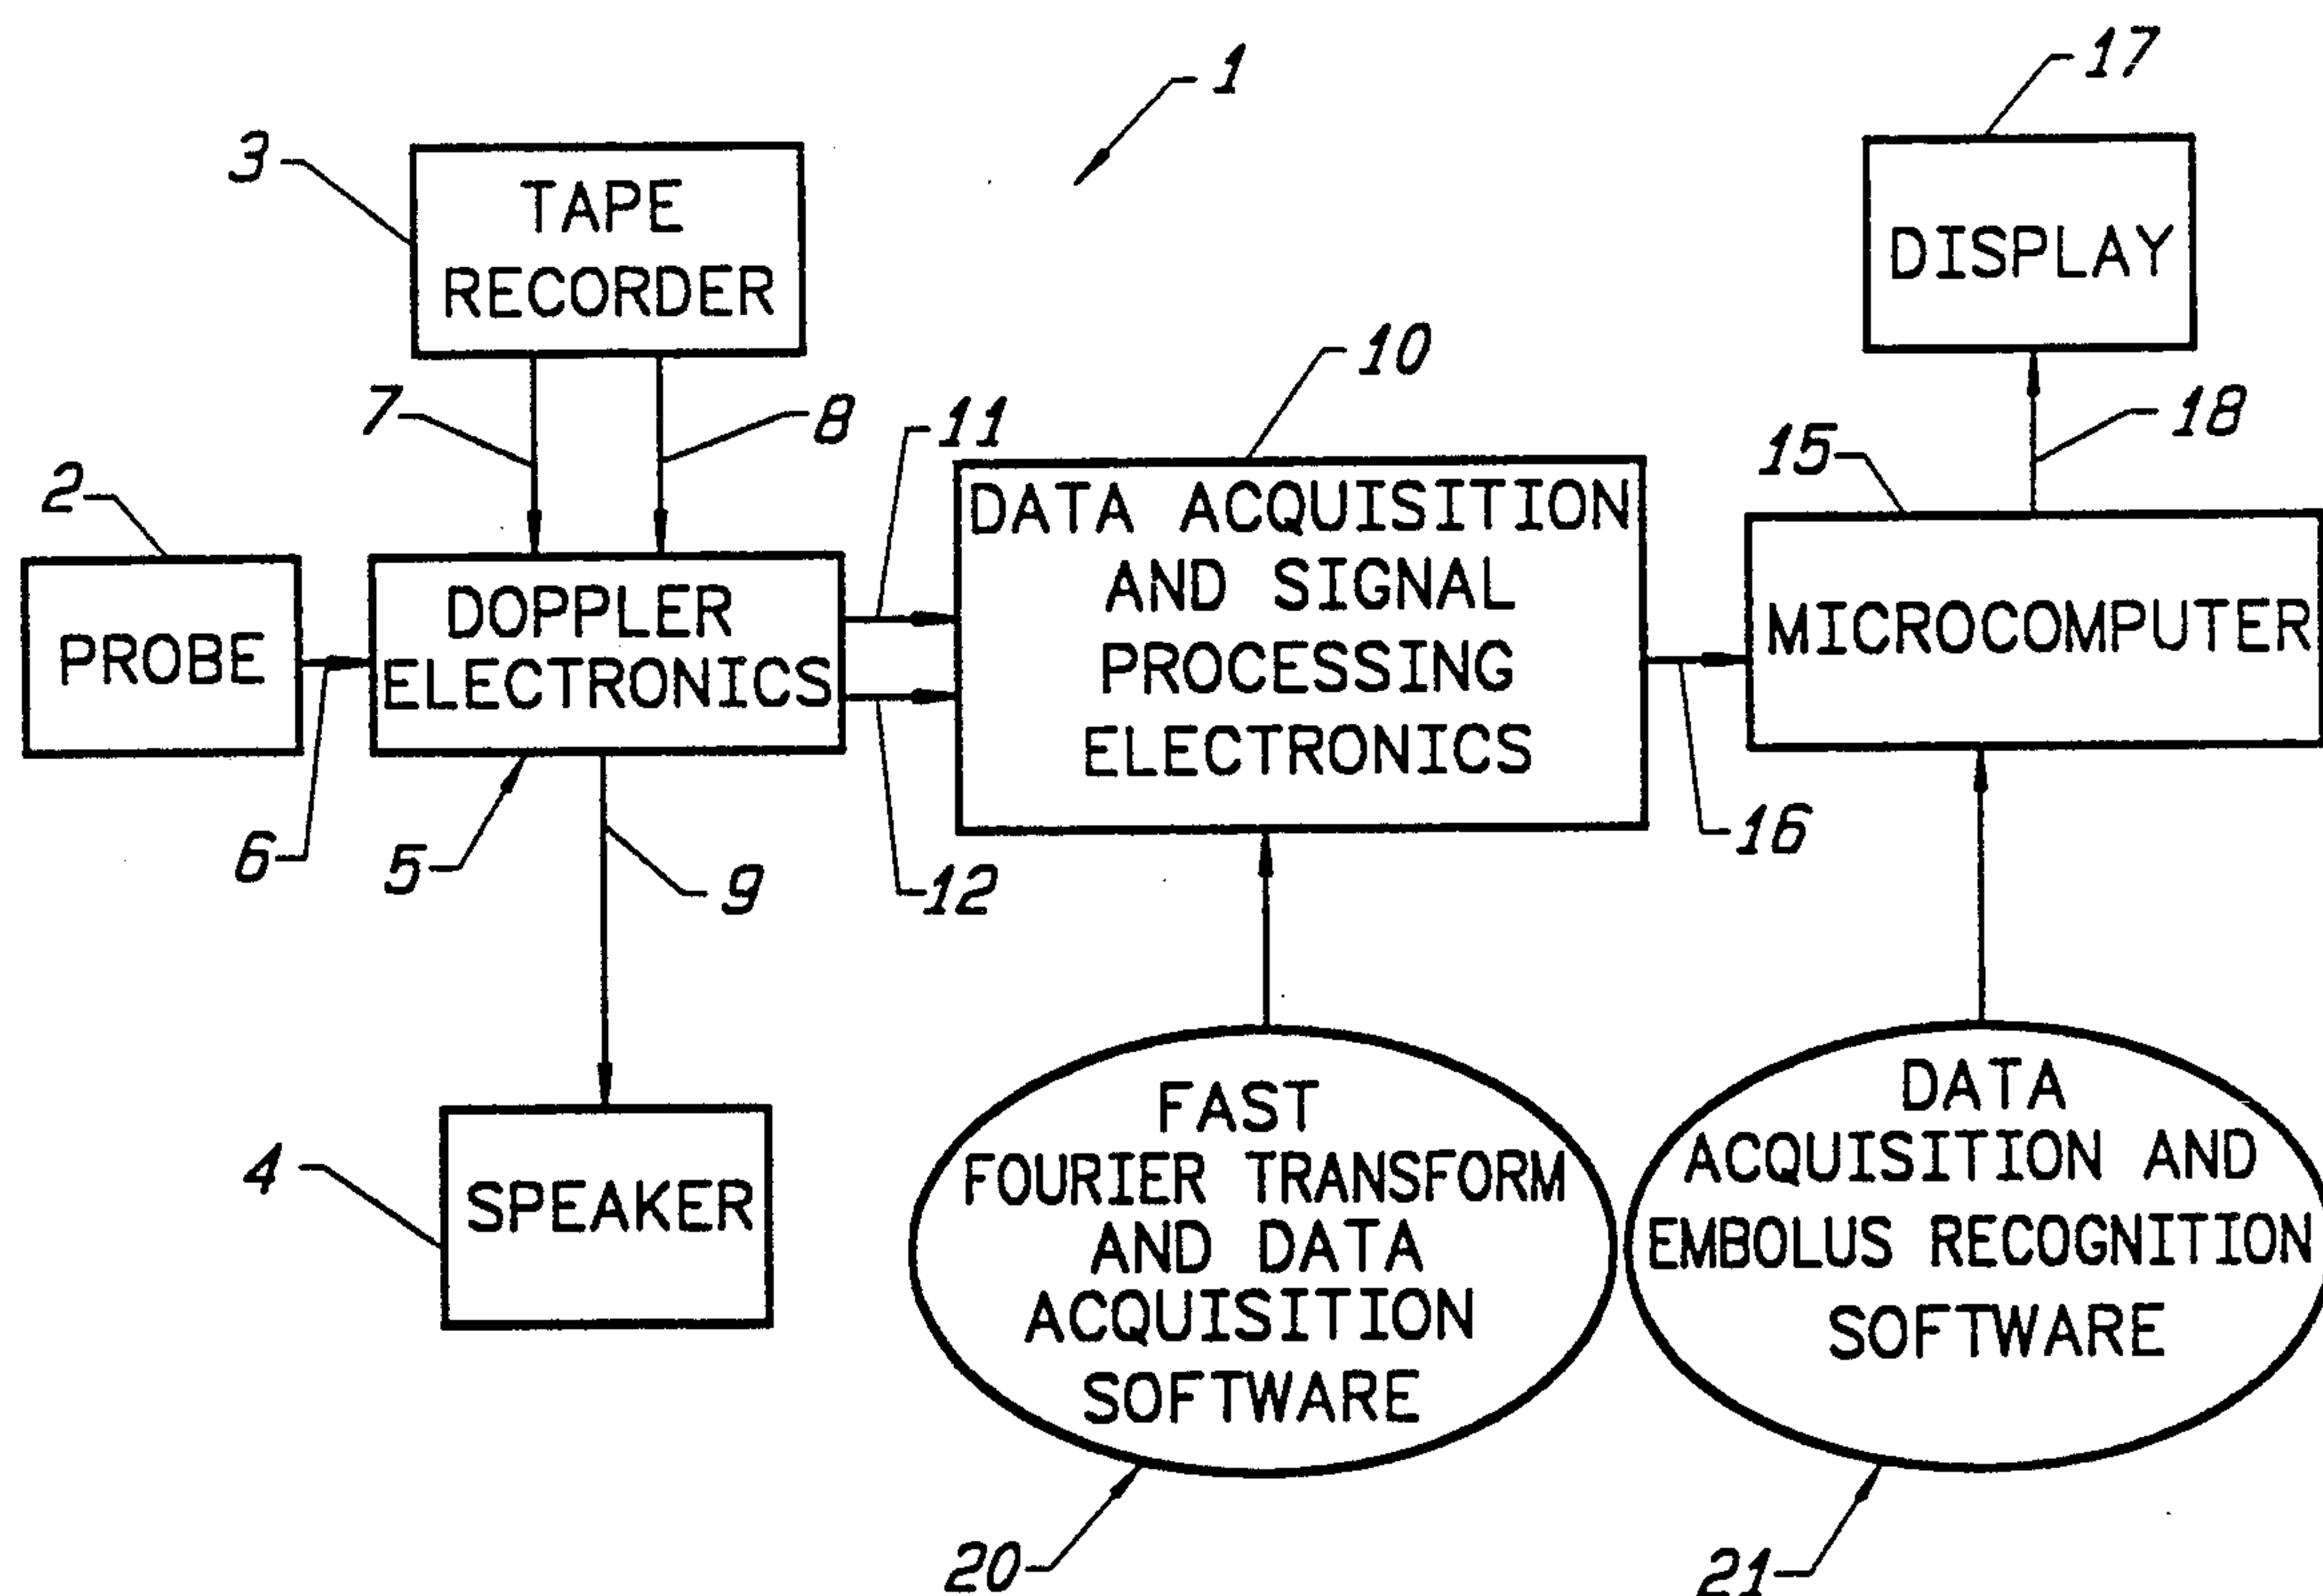 1
17
3
TAPE
RECORDER
DISPLAY
10
7
8
11
18
15
2
DATA ACQUISITION
AND SIGNAL
PROCESSING
ELECTRONICS
DOPPLER
ELECTRONICS
PROBE
MICROCOMPUTER
6
5
9
12
16
4
SPEAKER
FAST
FOURIER TRANSFORM
AND DATA
ACQUISITION
SOFTWARE
DATA
ACQUISITION AND
EMBOLUS RECOGNITION
SOFTWARE
20
21